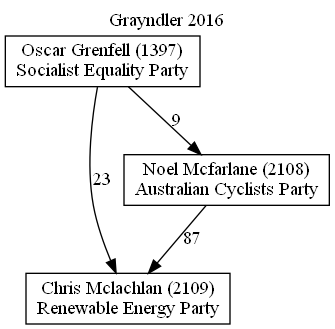 Grayndler 2016
Oscar Grenfell (1397)
Socialist Equality Party
9
Noel Mcfarlane (2108)
Australian Cyclists Party
23
87
Chris Mclachlan (2109)
Renewable Energy Party